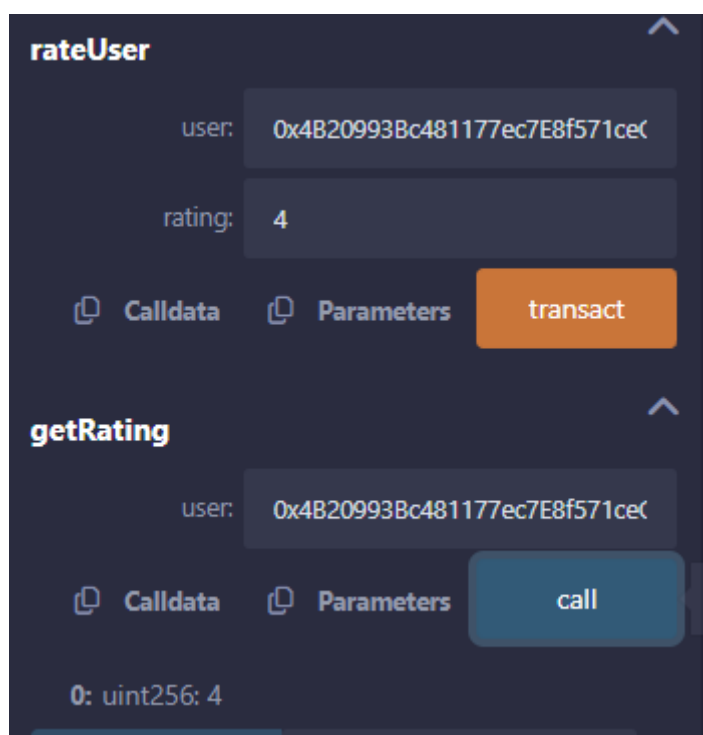 rateUser
user: 0x4B20993Bc481177ec7E8f571ce
rating: 4
Calldata Parameters transact
getRating
user: 0x4B20993Bc481177ec7E8f571ce
Calldata Parameters call
0: uint256: 4